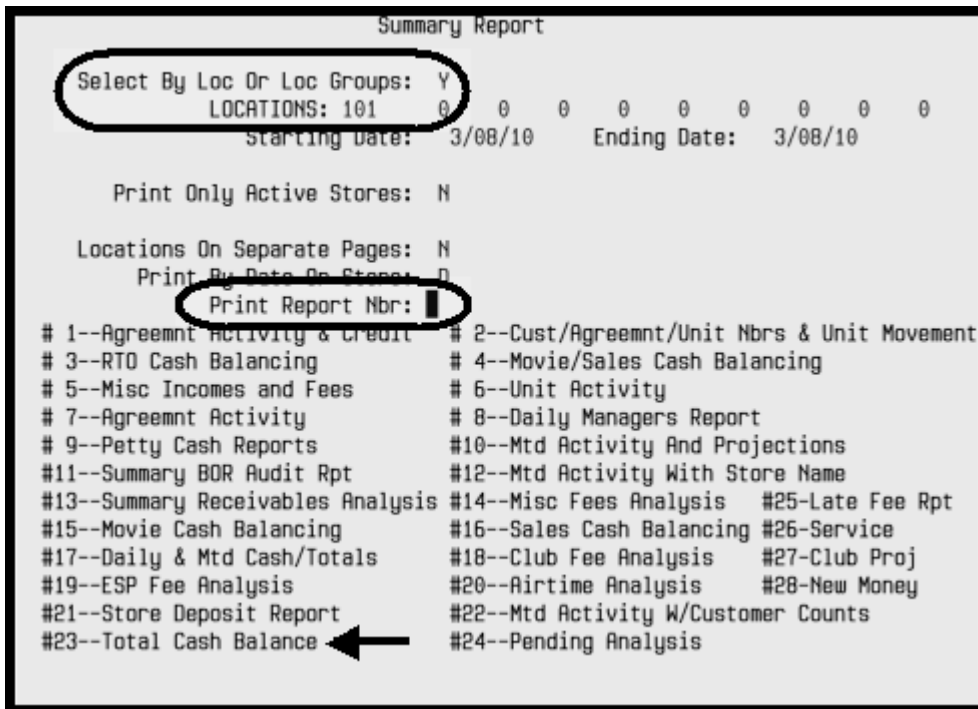 Summary Report
Select By Loc Or Loc Groups: Y
LOCATIONS: 101 0 0 0 0 0 0 0 0 0
Starting Date: 3/08/10 Ending Date: 3/08/10
Print Only Active Stores: N
Locations On Separate Pages: N
Print By Date Or Store: D
Print Report Nbr:
# 1--Agreemnt Activity & Credit # 2--Cust/Agreemnt/Unit Nbrs & Unit Movement
# 3--RTO Cash Balancing # 4--Movie/Sales Cash Balancing
# 5--Misc Incomes and Fees # 6--Unit Activity
# 7--Agreemnt Activity # 8--Daily Managers Report
# 9--Petty Cash Reports #10--Mtd Activity And Projections
#11--Summary BOR Audit Rpt #12--Mtd Activity With Store Name
#13--Summary Receivables Analysis #14--Misc Fees Analysis #25-Late Fee Rpt
#15--Movie Cash Balancing #16--Sales Cash Balancing #26-Service
#17--Daily & Mtd Cash/Totals #18--Club Fee Analysis #27-Club Proj
#19--ESP Fee Analysis #20--Airtime Analysis #28-New Money
#21--Store Deposit Report #22--Mtd Activity W/Customer Counts
#23--Total Cash Balance #24--Pending Analysis